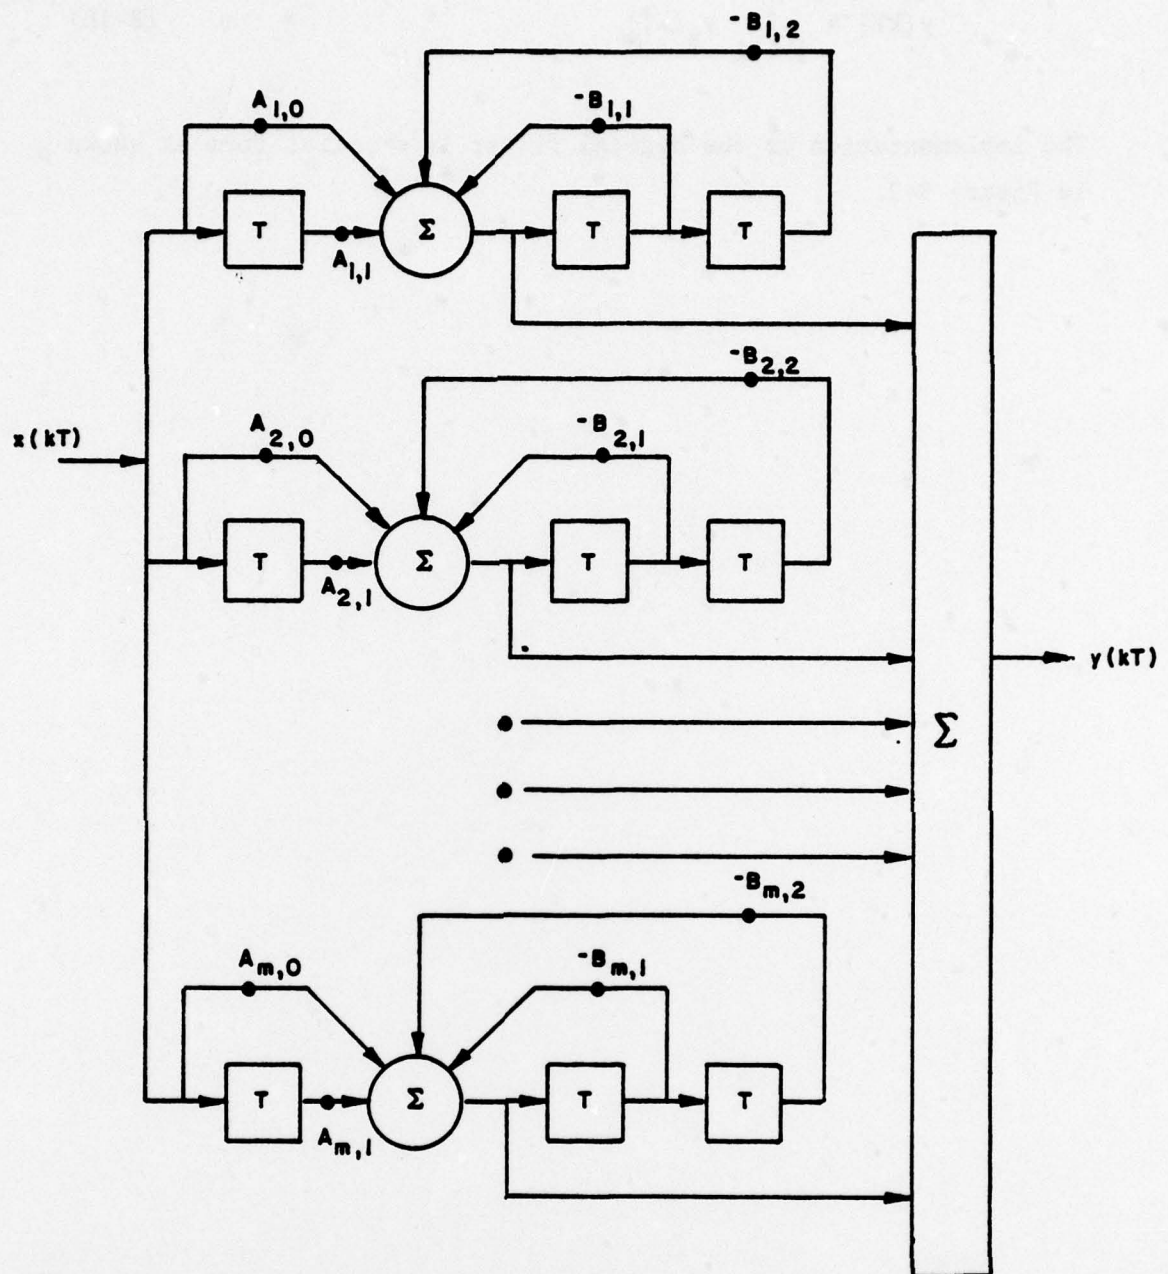 -B1,2
A1,0
-B1,1
T
A1,1
Σ
T
T
-B2,2
x(kT)
A2,0
-B2,1
T
A2,1
Σ
T
T
y(kT)
Σ
-Bm,2
Am,0
-Bm,1
T
Am,1
Σ
T
T